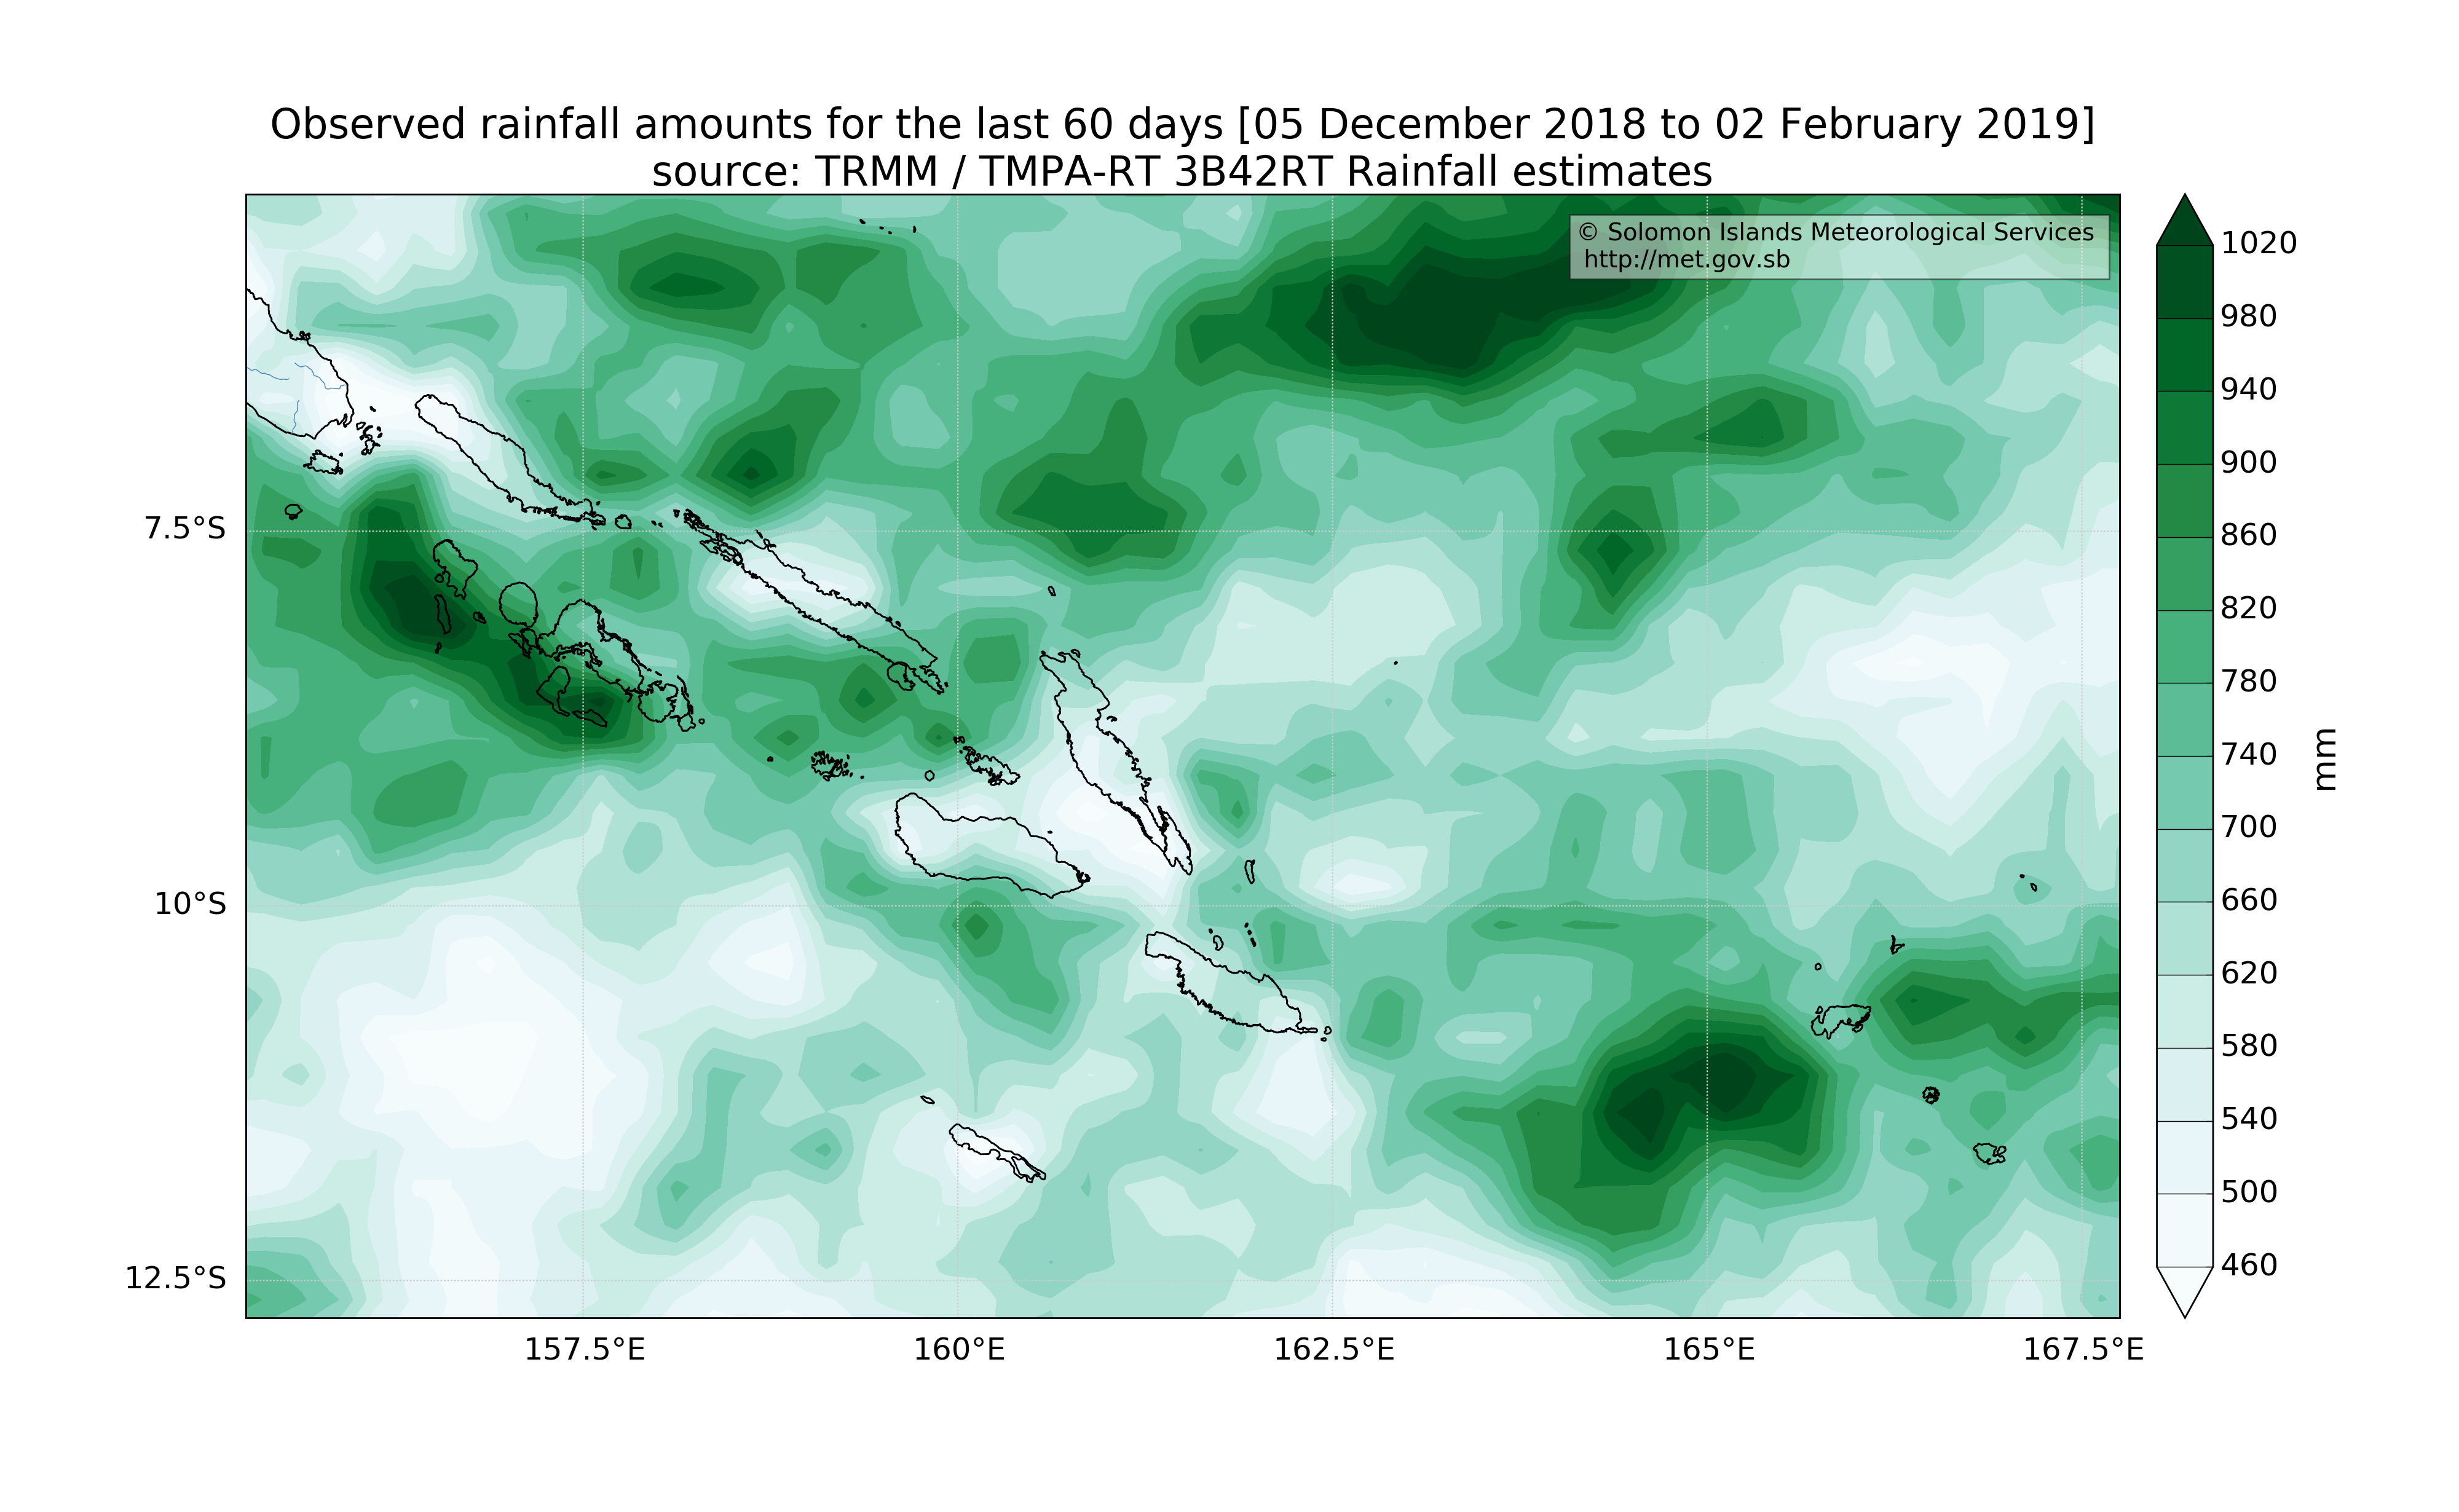 Observed rainfall amounts for the last 60 days [05 December 2018 to 02 February 2019]
source: TRMM / TMPA-RT 3B42RT Rainfall estimates
© Solomon Islands Meteorological Services
http://met.gov.sb
7.5°S
10°S
12.5°S
157.5°E
160°E
162.5°E
165°E
167.5°E
1020
980
940
900
860
820
780
740
700
660
620
580
540
500
460
mm